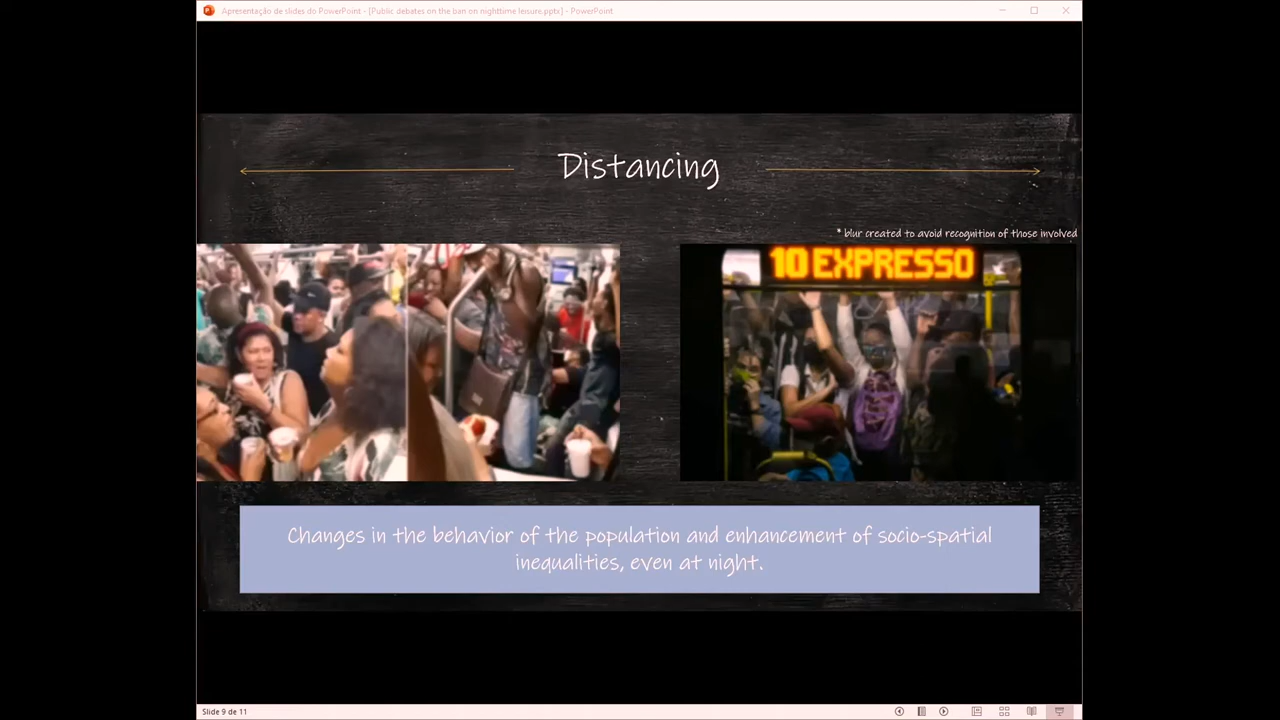 Apresentação de slides do PowerPoint - [Public debates on the ban on nighttime leisure.pptx] - PowerPoint
Distancing
* blur created to avoid recognition of those involved
10 EXPRESSO
Changes in the behavior of the population and enhancement of socio-spatial
inequalities, even at night.
Slide 9 de 11